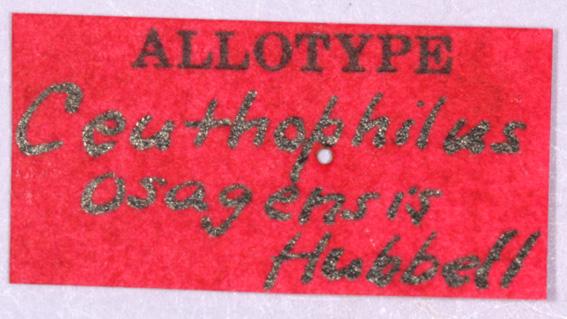 ALLOTYPE
Ceuthophilus
osagensis
Hubbell